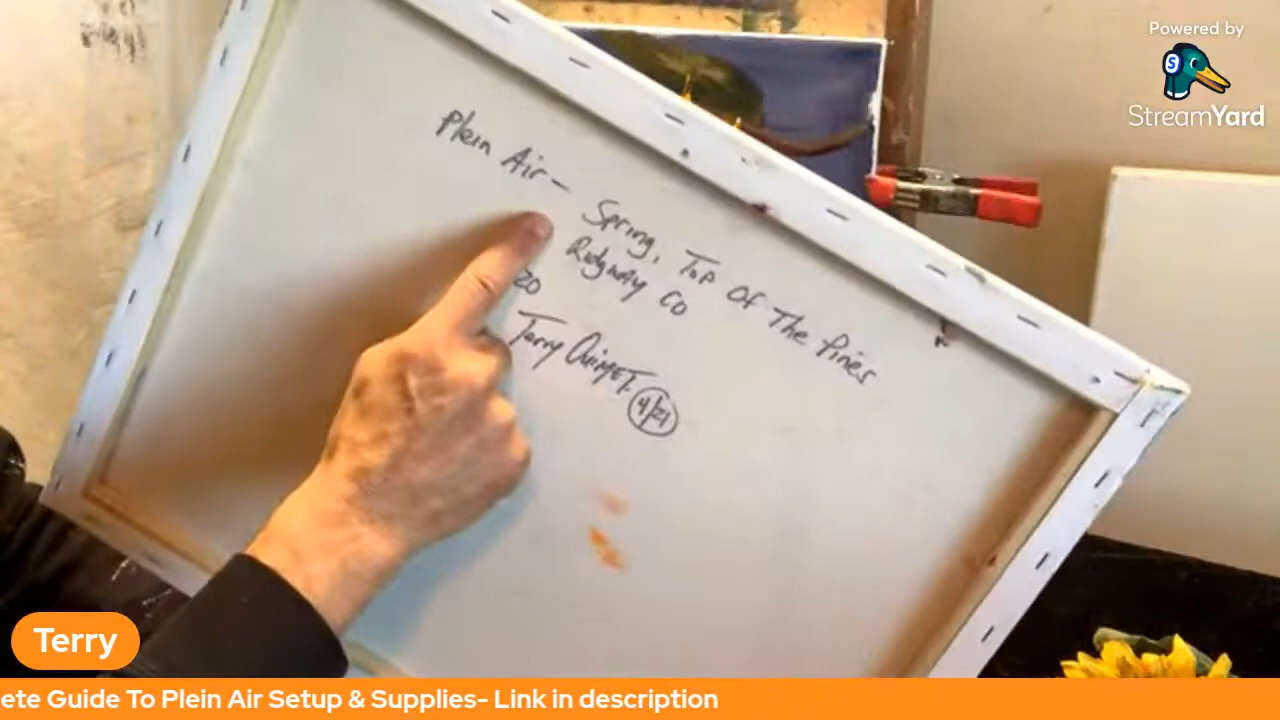 Powered by
StreamYard
Plein Air - Spring, Top Of The Pines
Ridgway CO
20
Terry Ouimet
4/21
Terry
ete Guide To Plein Air Setup & Supplies- Link in description